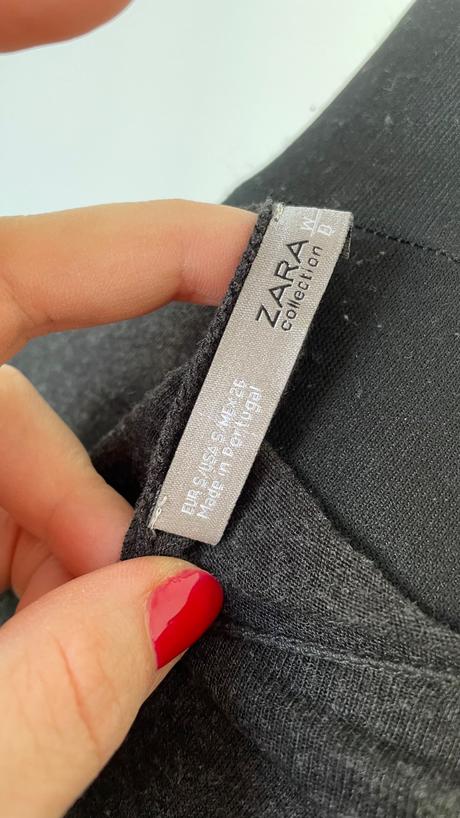 ZARA
collection
W
B
EUR S/USA S/MEX 26
Made in Portugal